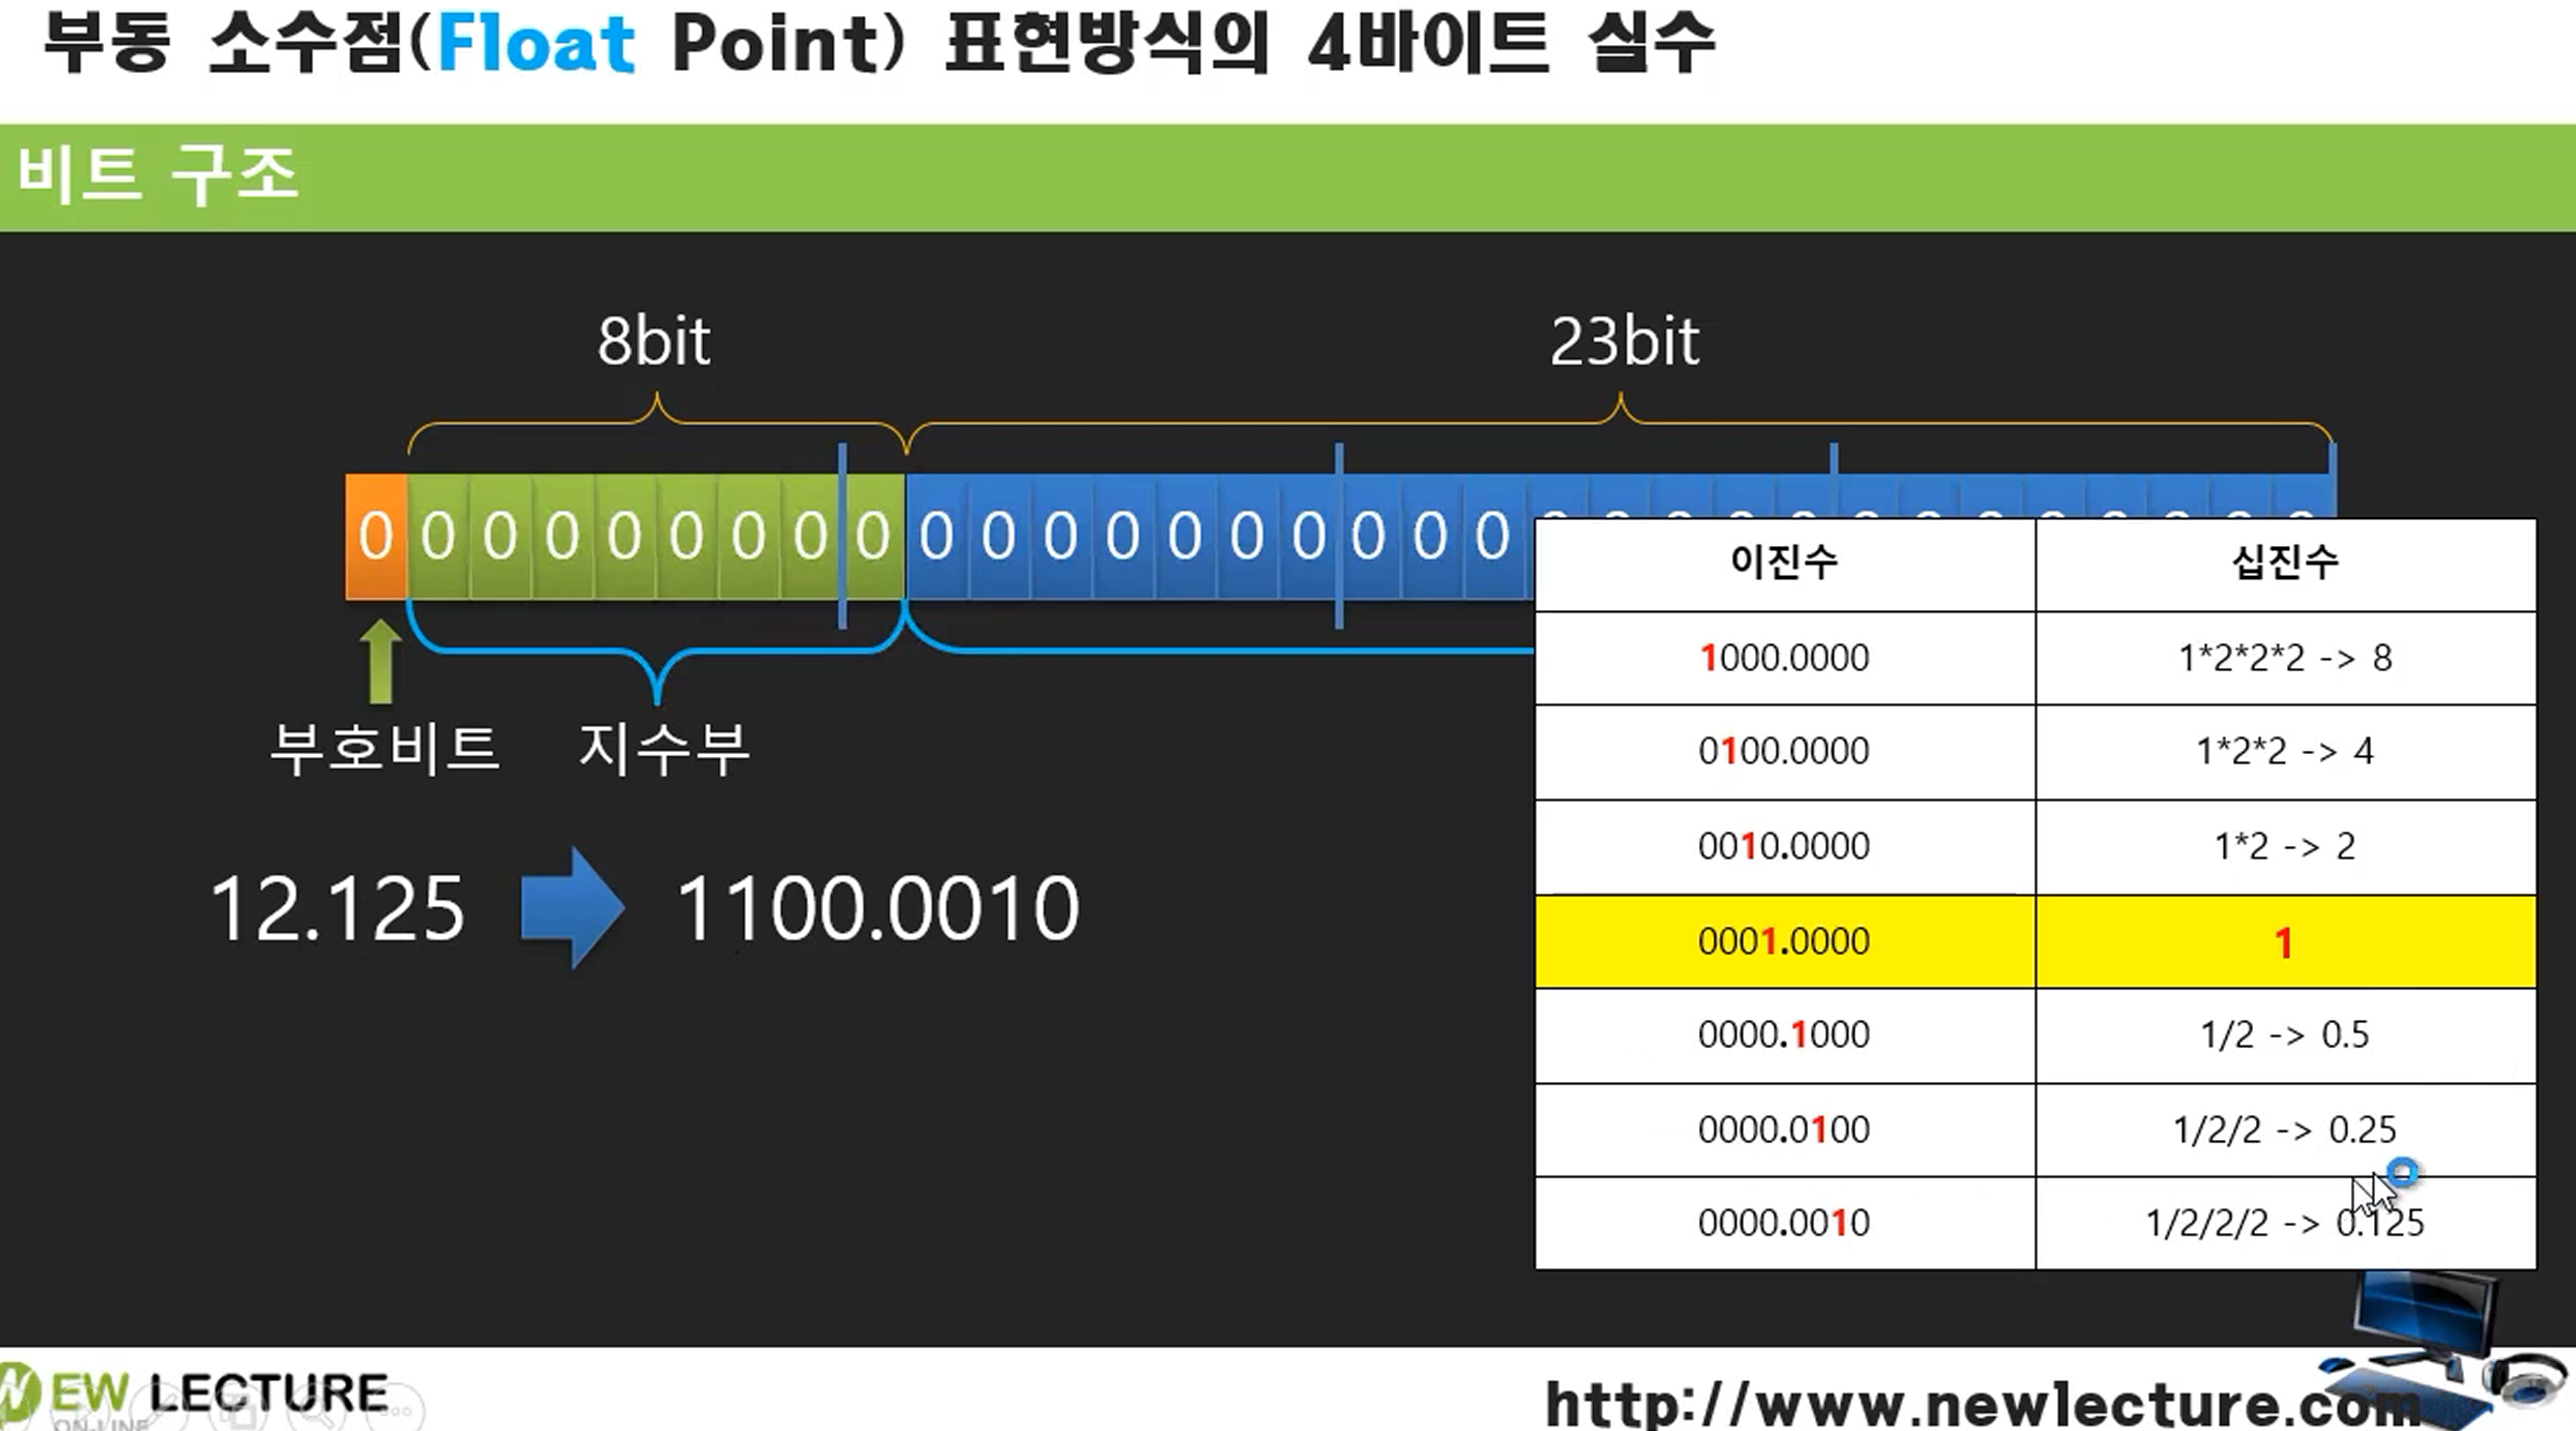 부동 소수점(Float Point) 표현방식의 4바이트 실수
비트 구조
8bit 23bit
0 0 0 0 0 0 0 0 0 0 0 0 0 0 0 0 0 0 0
부호비트 지수부
12.125 1100.0010
이진수 십진수
1000.0000 1*2*2*2 -> 8
0100.0000 1*2*2 -> 4
0010.0000 1*2 -> 2
0001.0000 1
0000.1000 1/2 -> 0.5
0000.0100 1/2/2 -> 0.25
0000.0010 1/2/2/2 -> 0.125
NEW LECTURE
ON-LINE
http://www.newlecture.com